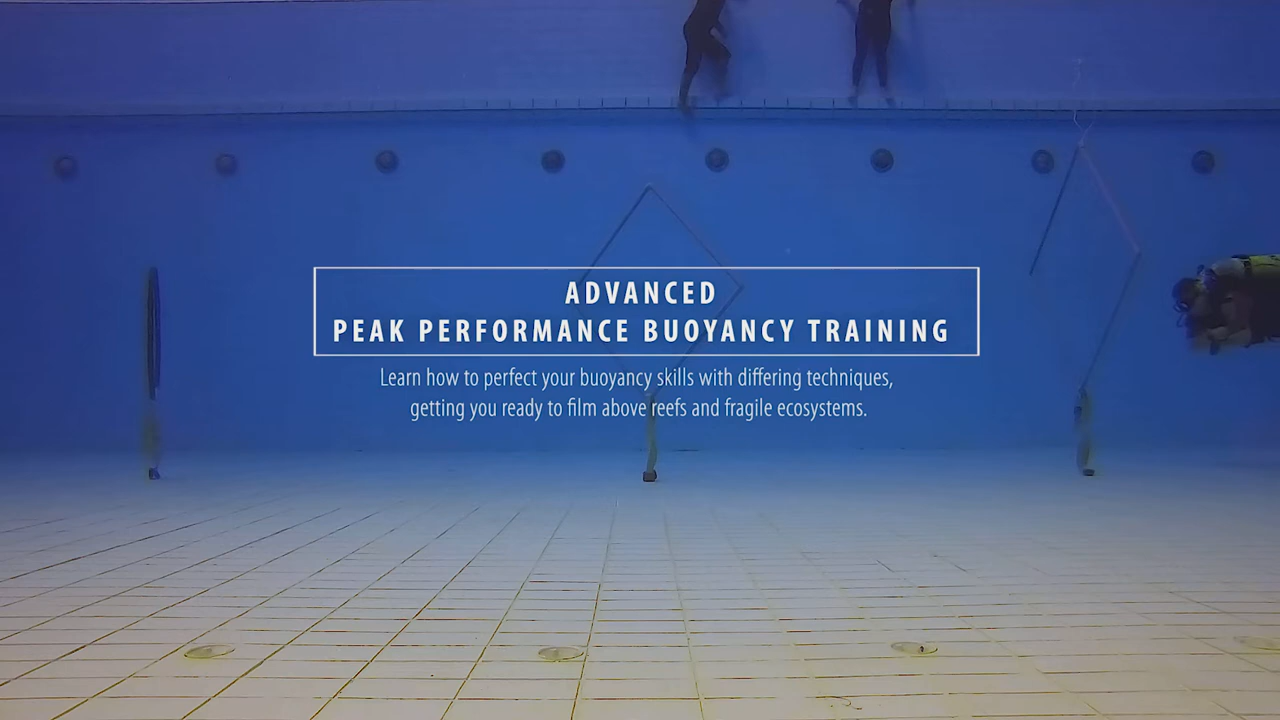 ADVANCED
PEAK PERFORMANCE BUOYANCY TRAINING
Learn how to perfect your buoyancy skills with differing techniques,
getting you ready to film above reefs and fragile ecosystems.